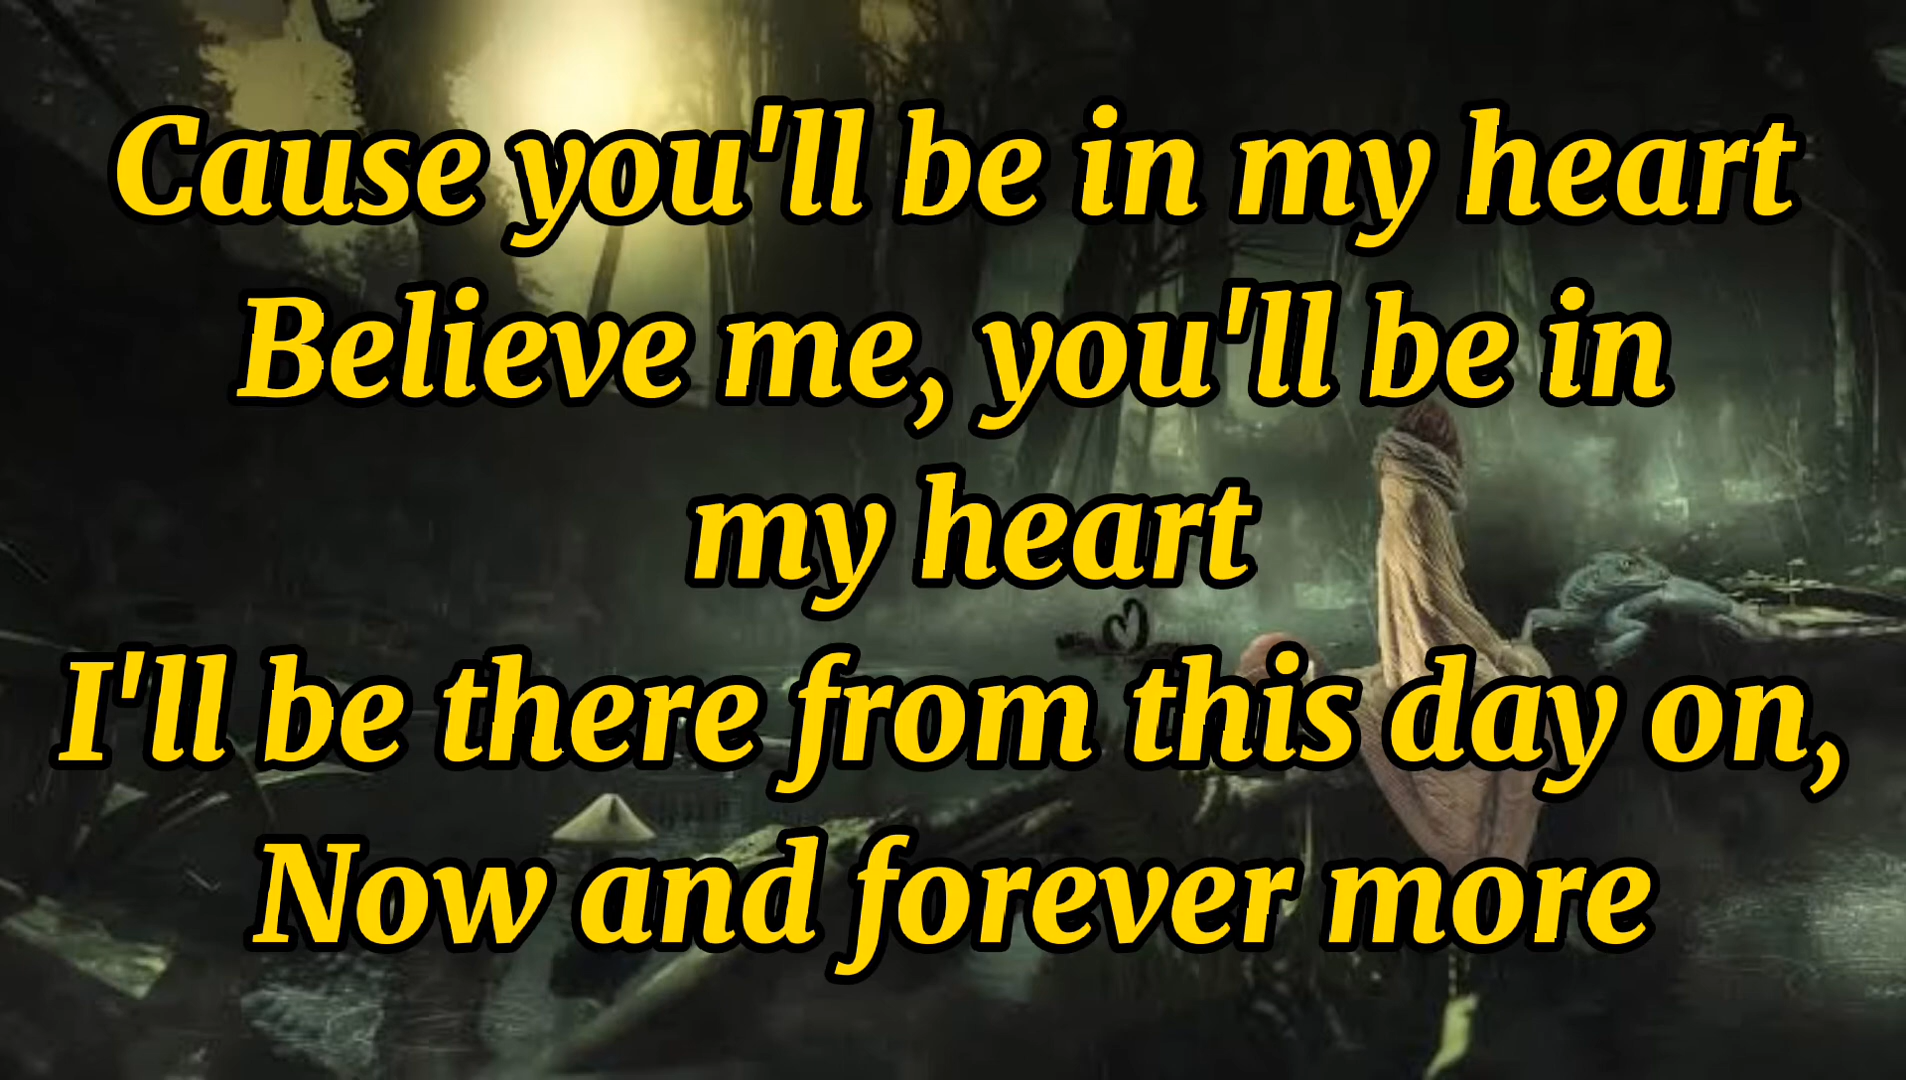 Cause you'll be in my heart
Believe me, you'll be in
my heart
I'll be there from this day on,
Now and forever more